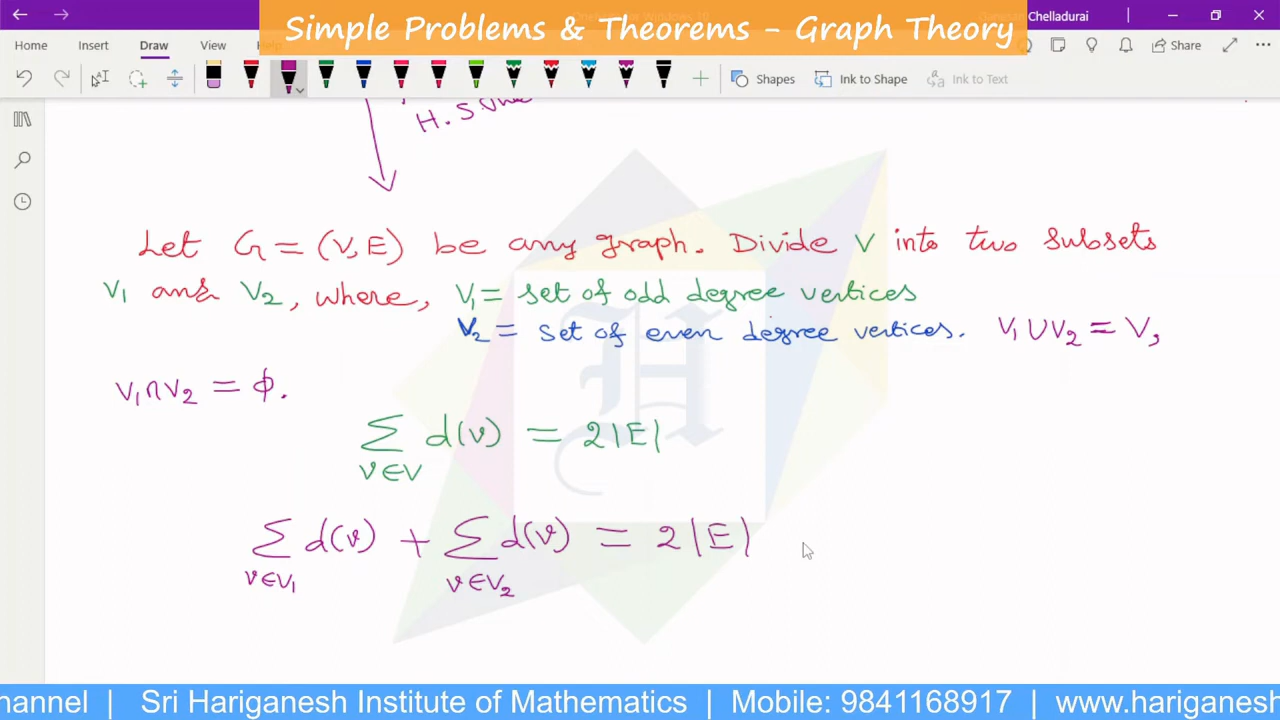 Simple Problems & Theorems - Graph Theory
Chelladurai
Home Insert Draw View Share
Shapes Ink to Shape Ink to Text
H.S.
Let G = (V, E) be any graph. Divide V into two subsets
V₁ and V₂, where, V₁ = set of odd degree vertices
V₂ = set of even degree vertices. V₁ ∪ V₂ = V,
V₁ ∩ V₂ = ϕ.
∑ d(v) = 2|E|
v∈V
∑ d(v) + ∑ d(v) = 2|E|
v∈V₁ v∈V₂
hannel | Sri Hariganesh Institute of Mathematics | Mobile: 9841168917 | www.hariganesh